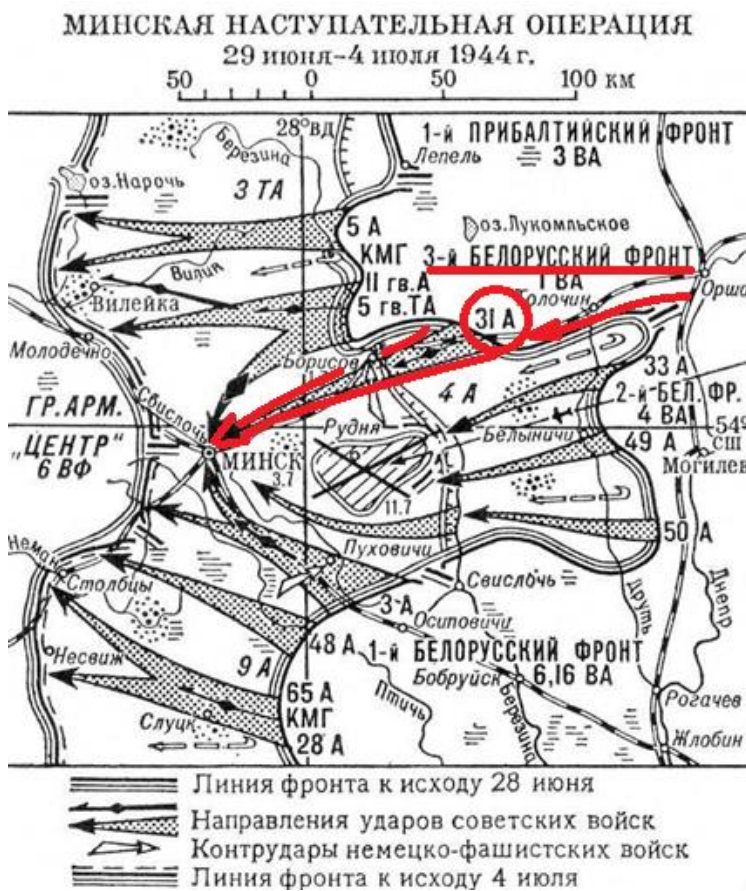 МИНСКАЯ НАСТУПАТЕЛЬНАЯ ОПЕРАЦИЯ
29 июня–4 июля 1944 г.
50 0 50 100 км
28°вд
Березина
1-й ПРИБАЛТИЙСКИЙ ФРОНТ
3 ВА
Лепель
оз. Нарочь
3 ТА
5 А
КМГ
11 гв. А
5 гв. ТА
оз. Лукомльское
3-й БЕЛОРУССКИЙ ФРОНТ
1 ВА
Толочин
Орша
Вилия
Вилейка
Молодечно
31 А
Борисов
33 А
2-й БЕЛ. ФР.
4 ВА
4 А
ГР. АРМ.
"ЦЕНТР"
6 ВФ
Свислочь
МИНСК
3.7
Рудня
11.7
Белыничи
49 А
54°
сш
Могилев
50 А
Неман
Столбцы
Пуховичи
Свислочь
Друть
Днепр
3 А
Осиповичи
48 А
1-й БЕЛОРУССКИЙ ФРОНТ
6,16 ВА
Бобруйск
Несвиж
9 А
65 А
КМГ
28 А
Слуцк
Птичь
Березина
Рогачев
Жлобин
Линия фронта к исходу 28 июня
Направления ударов советских войск
Контрудары немецко-фашистских войск
Линия фронта к исходу 4 июля